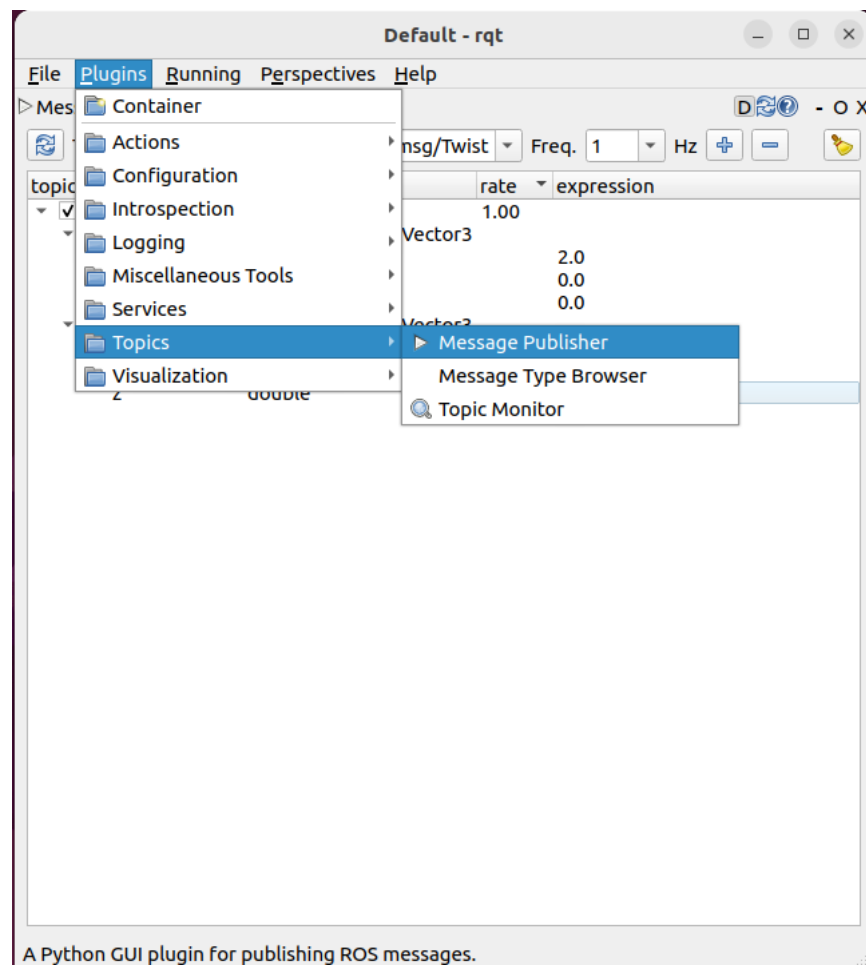 Default - rqt
File Plugins Running Perspectives Help
Mes D - O X
Container
Actions
msg/Twist Freq. 1 Hz
Configuration
topic rate expression
Introspection 1.00
Logging Vector3
2.0
Miscellaneous Tools 0.0
Services 0.0
Vector3
Topics Message Publisher
Visualization Message Type Browser
z double
Topic Monitor
A Python GUI plugin for publishing ROS messages.